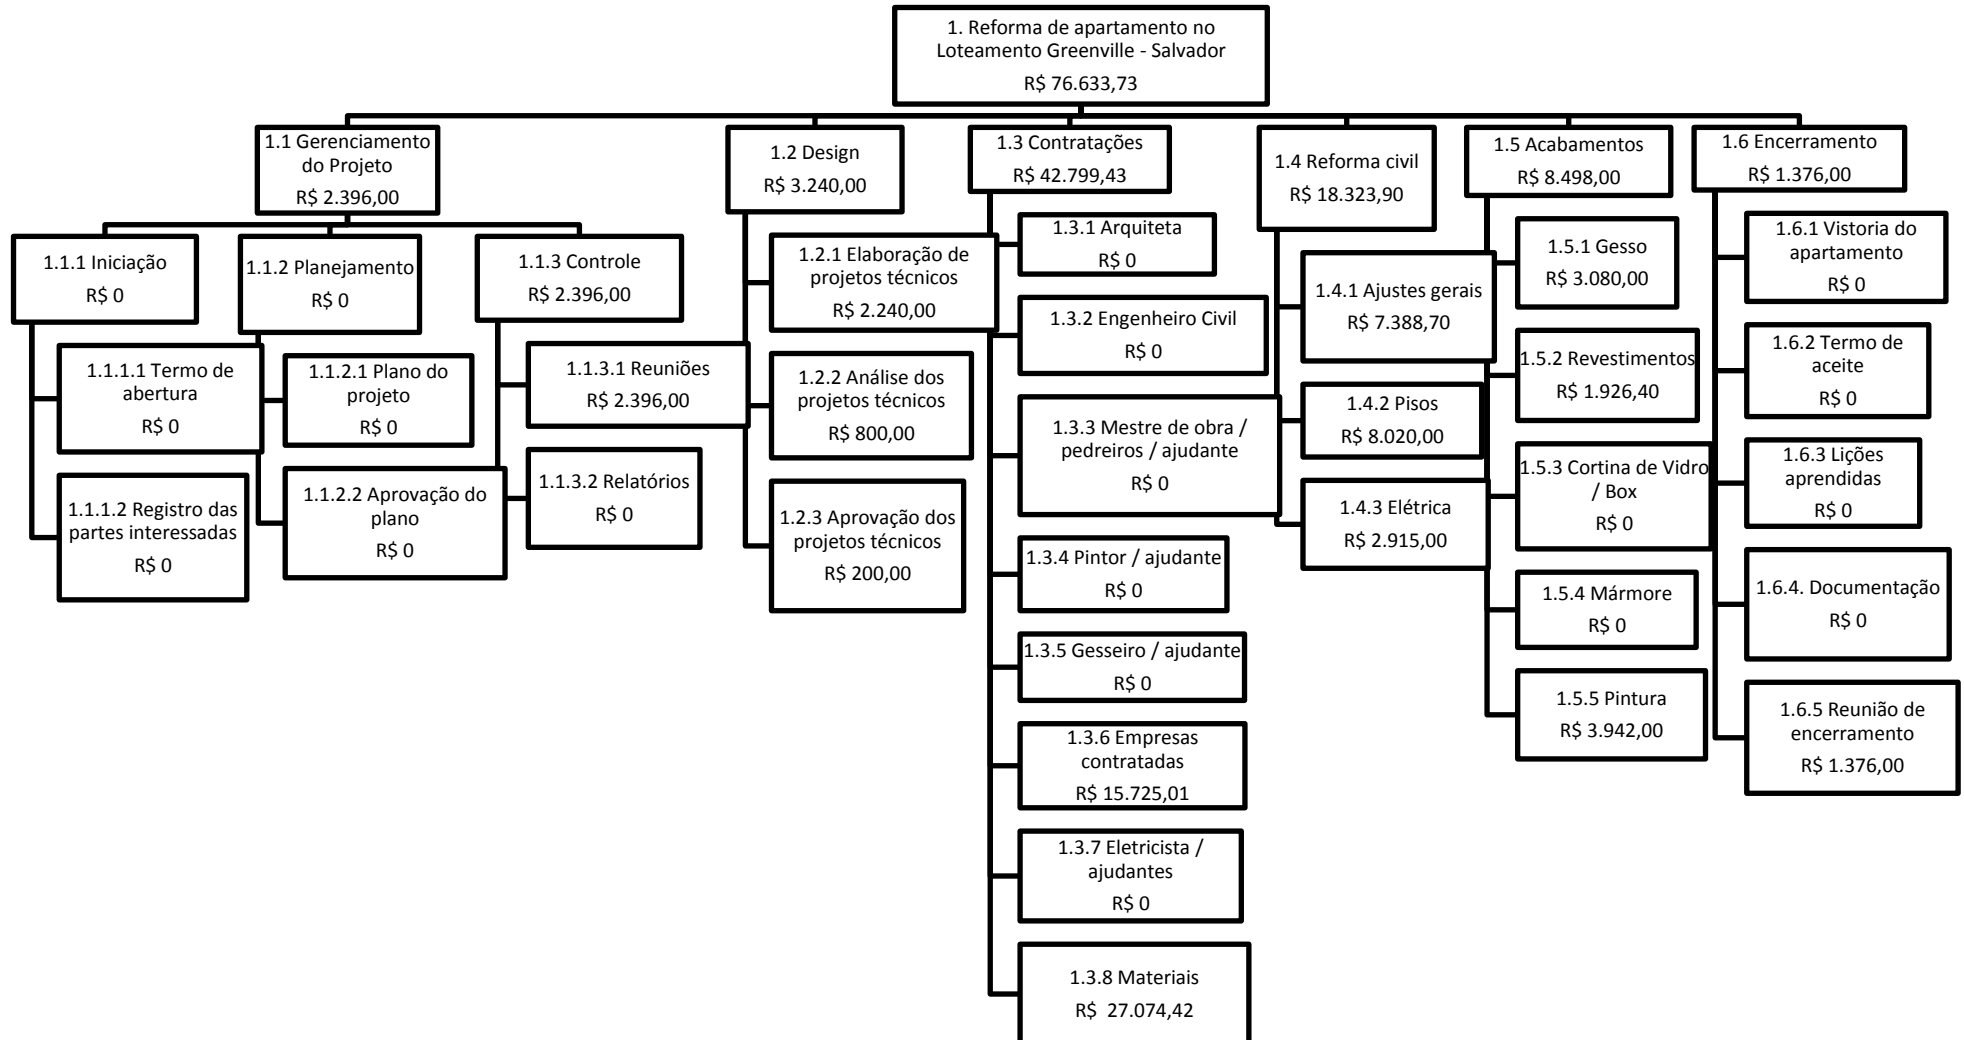 1. Reforma de apartamento no
Loteamento Greenville - Salvador
R$ 76.633,73
1.1 Gerenciamento
do Projeto
R$ 2.396,00
1.1.1 Iniciação
R$ 0
1.1.1.1 Termo de
abertura
R$ 0
1.1.1.2 Registro das
partes interessadas
R$ 0
1.1.2 Planejamento
R$ 0
1.1.2.1 Plano do
projeto
R$ 0
1.1.2.2 Aprovação do
plano
R$ 0
1.1.3 Controle
R$ 2.396,00
1.1.3.1 Reuniões
R$ 2.396,00
1.1.3.2 Relatórios
R$ 0
1.2 Design
R$ 3.240,00
1.2.1 Elaboração de
projetos técnicos
R$ 2.240,00
1.2.2 Análise dos
projetos técnicos
R$ 800,00
1.2.3 Aprovação dos
projetos técnicos
R$ 200,00
1.3 Contratações
R$ 42.799,43
1.3.1 Arquiteta
R$ 0
1.3.2 Engenheiro Civil
R$ 0
1.3.3 Mestre de obra /
pedreiros / ajudante
R$ 0
1.3.4 Pintor / ajudante
R$ 0
1.3.5 Gesseiro / ajudante
R$ 0
1.3.6 Empresas
contratadas
R$ 15.725,01
1.3.7 Eletricista /
ajudantes
R$ 0
1.3.8 Materiais
R$  27.074,42
1.4 Reforma civil
R$ 18.323,90
1.4.1 Ajustes gerais
R$ 7.388,70
1.4.2 Pisos
R$ 8.020,00
1.4.3 Elétrica
R$ 2.915,00
1.5 Acabamentos
R$ 8.498,00
1.5.1 Gesso
R$ 3.080,00
1.5.2 Revestimentos
R$ 1.926,40
1.5.3 Cortina de Vidro
/ Box
R$ 0
1.5.4 Mármore
R$ 0
1.5.5 Pintura
R$ 3.942,00
1.6 Encerramento
R$ 1.376,00
1.6.1 Vistoria do
apartamento
R$ 0
1.6.2 Termo de
aceite
R$ 0
1.6.3 Lições
aprendidas
R$ 0
1.6.4. Documentação
R$ 0
1.6.5 Reunião de
encerramento
R$ 1.376,00